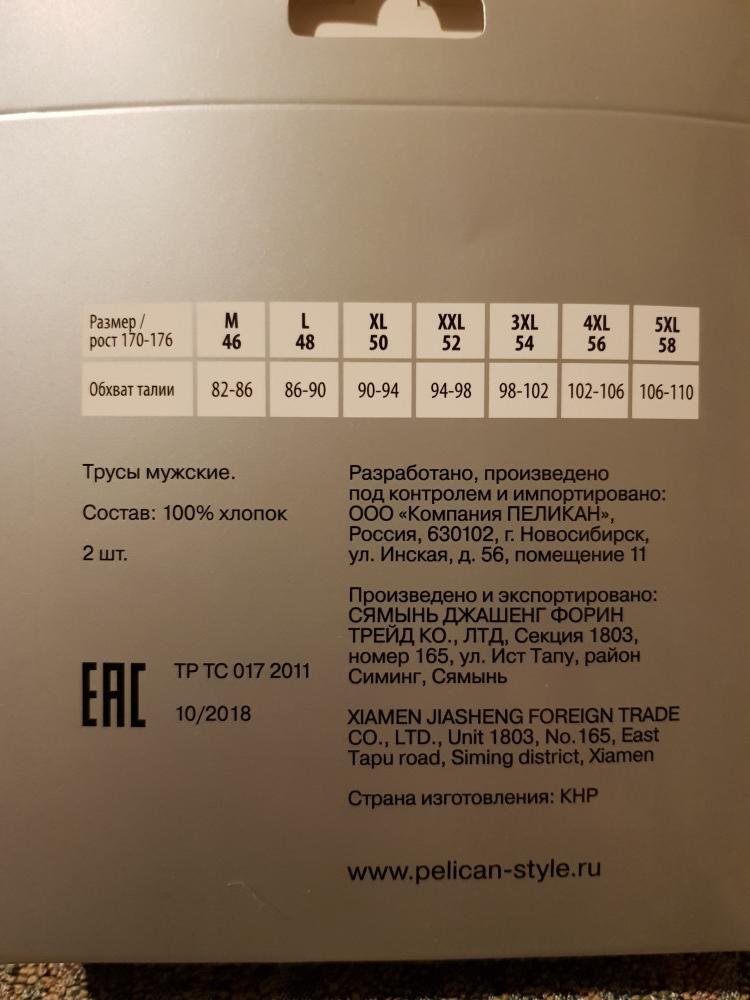 Размер / M L XL XXL 3XL 4XL 5XL
рост 170-176 46 48 50 52 54 56 58
Обхват талии 82-86 86-90 90-94 94-98 98-102 102-106 106-110
Трусы мужские.
Состав: 100% хлопок
2 шт.
EAC
ТР ТС 017 2011
10/2018
Разработано, произведено
под контролем и импортировано:
ООО «Компания ПЕЛИКАН»,
Россия, 630102, г. Новосибирск,
ул. Инская, д. 56, помещение 11
Произведено и экспортировано:
СЯМЫНЬ ДЖАШЕНГ ФОРИН
ТРЕЙД КО., ЛТД, Секция 1803,
номер 165, ул. Ист Тапу, район
Симинг, Сямынь
XIAMEN JIASHENG FOREIGN TRADE
CO., LTD., Unit 1803, No.165, East
Tapu road, Siming district, Xiamen
Страна изготовления: КНР
www.pelican-style.ru